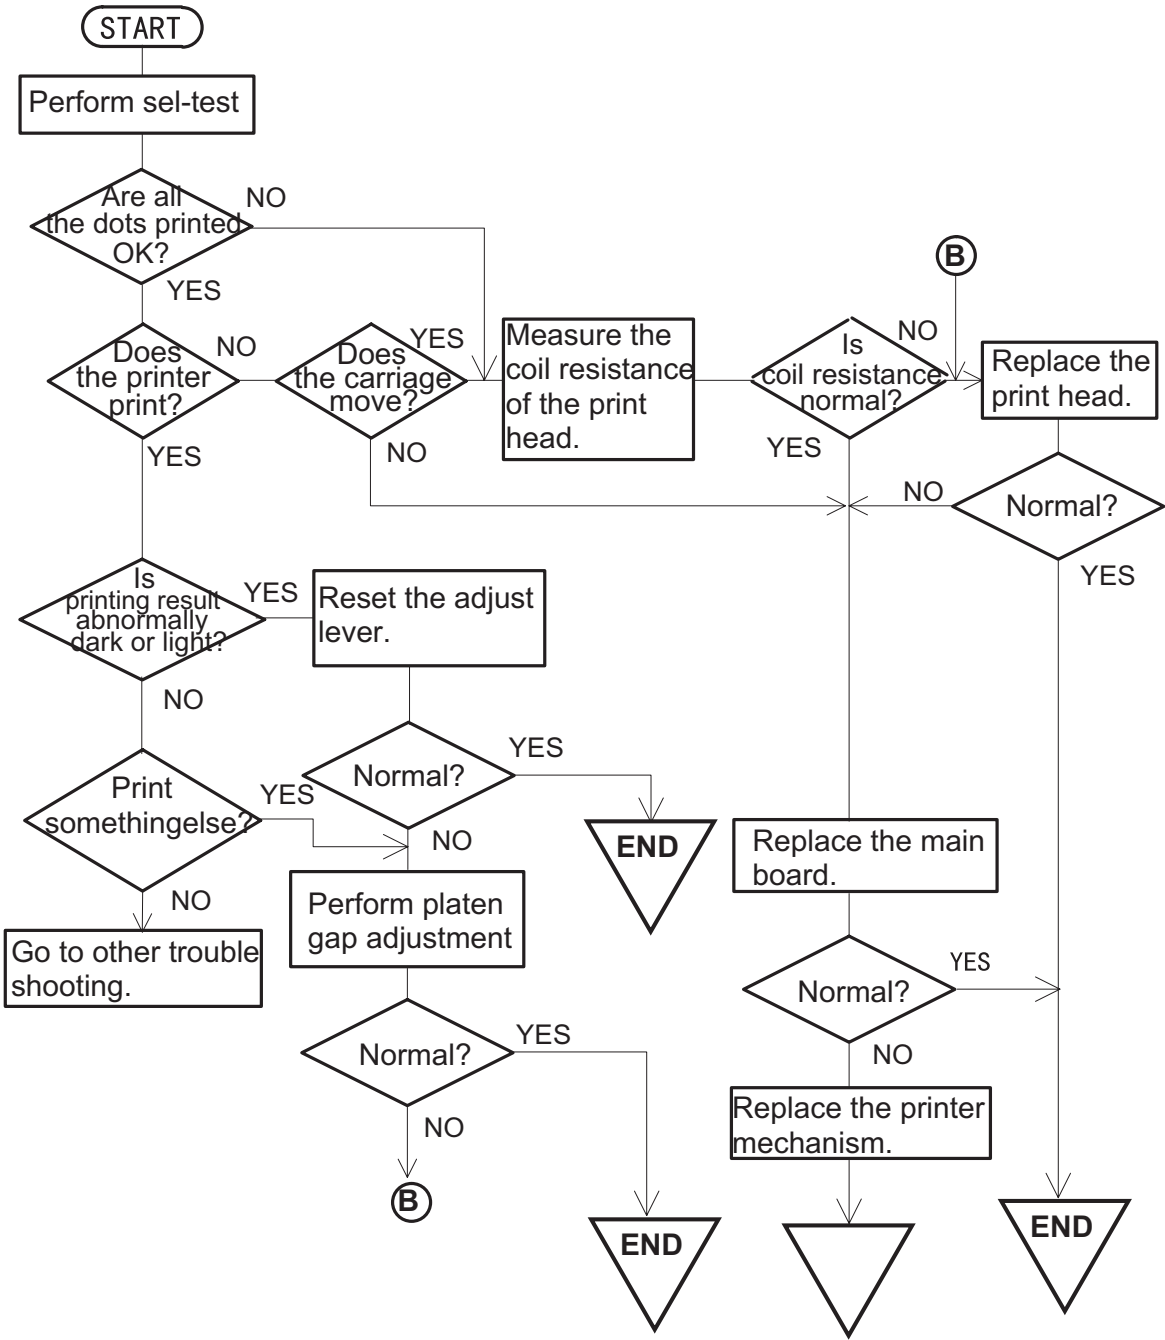 START
Perform sel-test
Are all
the dots printed
OK?
NO
YES
Does
the printer
print?
NO
YES
Does
the carriage
move?
YES
NO
Measure the
coil resistance
of the print
head.
B
Is
coil resistance
normal?
NO
YES
Replace the
print head.
Normal?
NO
YES
Is
printing result
abnormally
dark or light?
YES
NO
Reset the adjust
lever.
Normal?
YES
NO
END
Print
somethingelse?
YES
NO
Go to other trouble
shooting.
Perform platen
gap adjustment
Normal?
YES
NO
B
END
Replace the main
board.
Normal?
YES
NO
Replace the printer
mechanism.
END